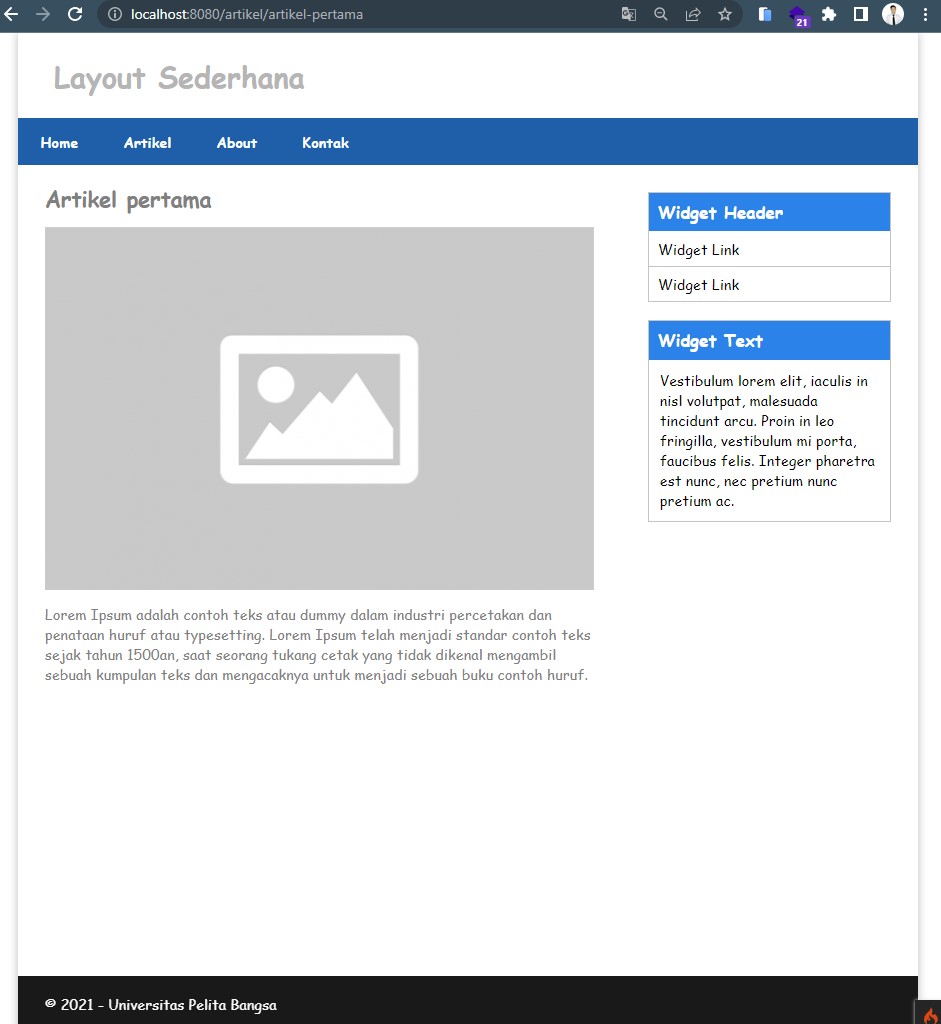 localhost:8080/artikel/artikel-pertama
21
Layout Sederhana
Home Artikel About Kontak
Artikel pertama
Lorem Ipsum adalah contoh teks atau dummy dalam industri percetakan dan
penataan huruf atau typesetting. Lorem Ipsum telah menjadi standar contoh teks
sejak tahun 1500an, saat seorang tukang cetak yang tidak dikenal mengambil
sebuah kumpulan teks dan mengacaknya untuk menjadi sebuah buku contoh huruf.
Widget Header
Widget Link
Widget Link
Widget Text
Vestibulum lorem elit, iaculis in
nisl volutpat, malesuada
tincidunt arcu. Proin in leo
fringilla, vestibulum mi porta,
faucibus felis. Integer pharetra
est nunc, nec pretium nunc
pretium ac.
© 2021 - Universitas Pelita Bangsa